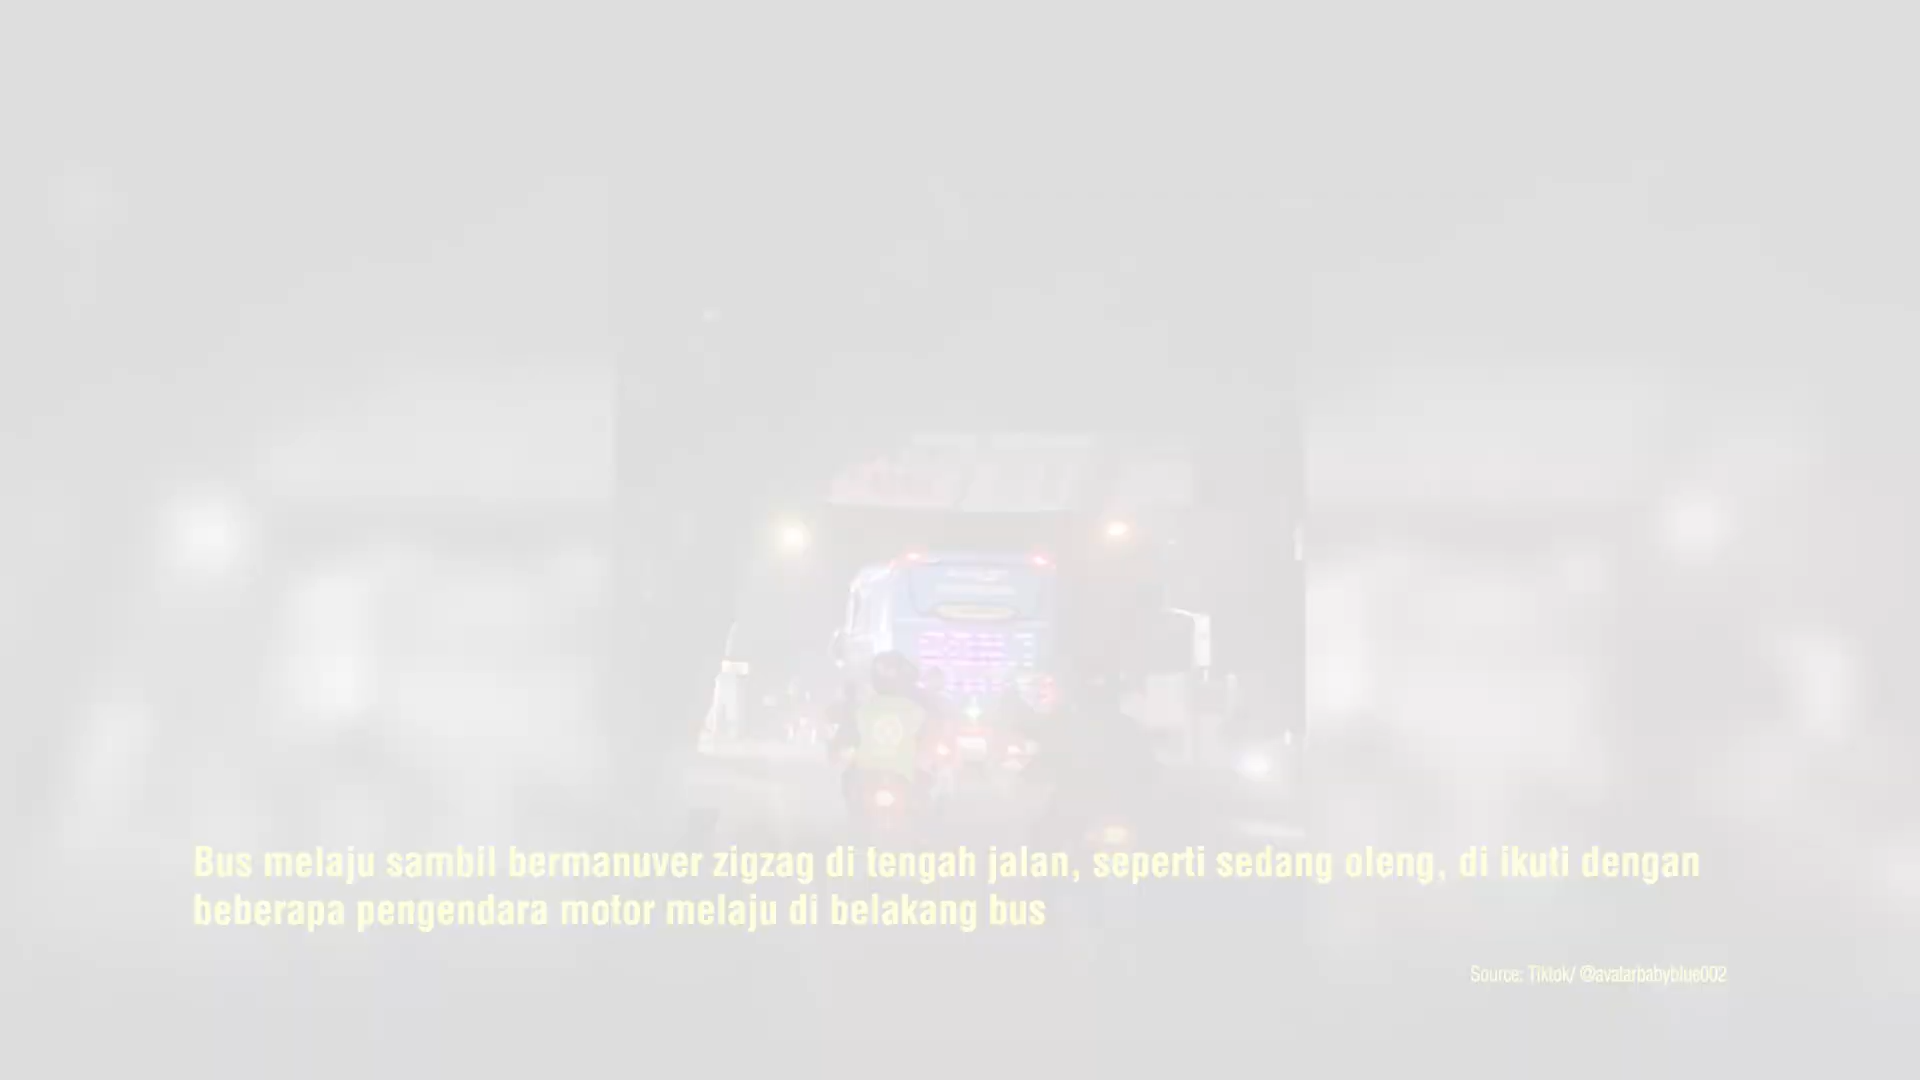 Bus melaju sambil bermanuver zigzag di tengah jalan, seperti sedang oleng, di ikuti dengan
beberapa pengendara motor melaju di belakang bus
Source: Tiktok/ @avatarbabyblue002